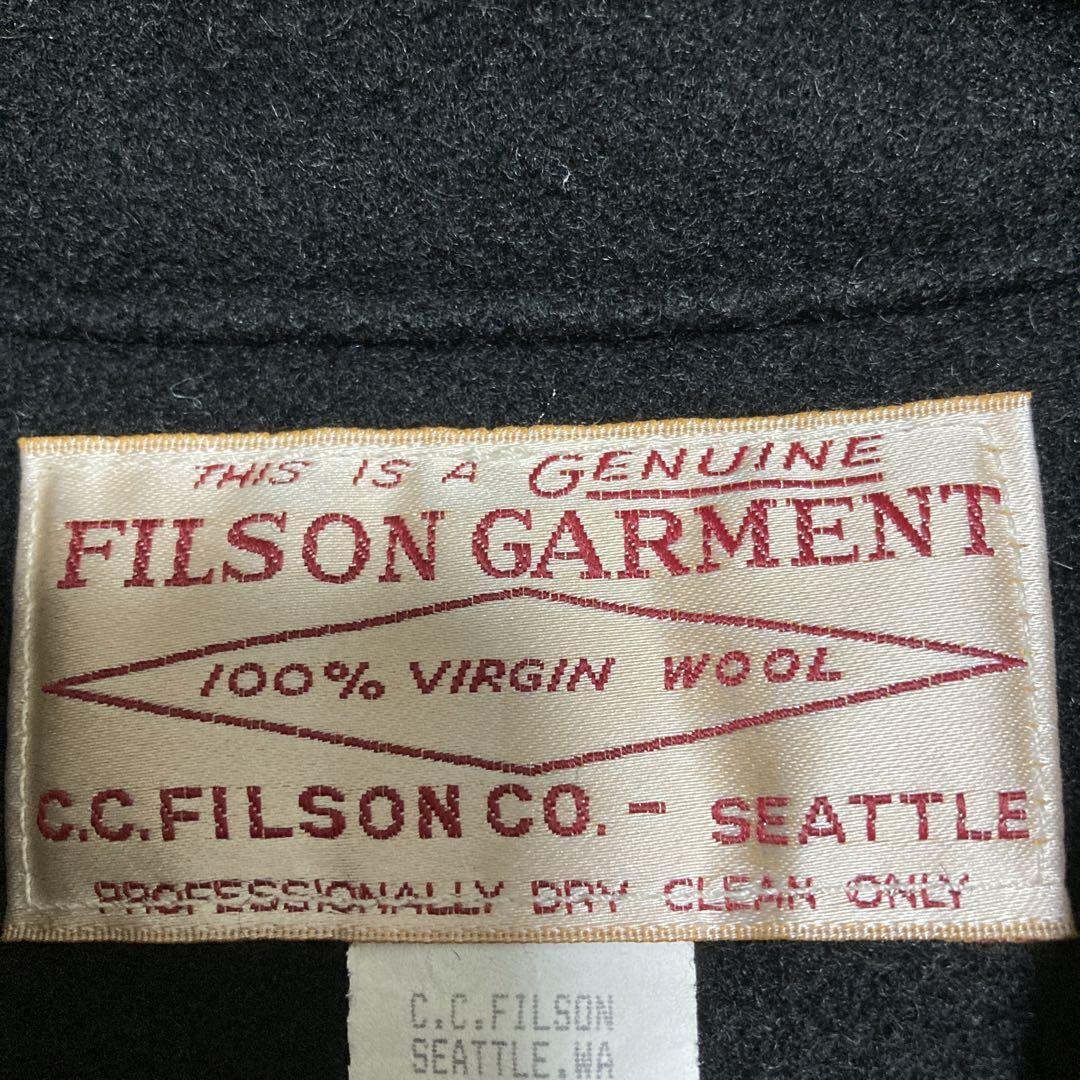 THIS IS A GENUINE
FILSON GARMENT
100% VIRGIN WOOL
C.C. FILSON CO. - SEATTLE
PROFESSIONALLY DRY CLEAN ONLY
C.C.FILSON
SEATTLE.WA